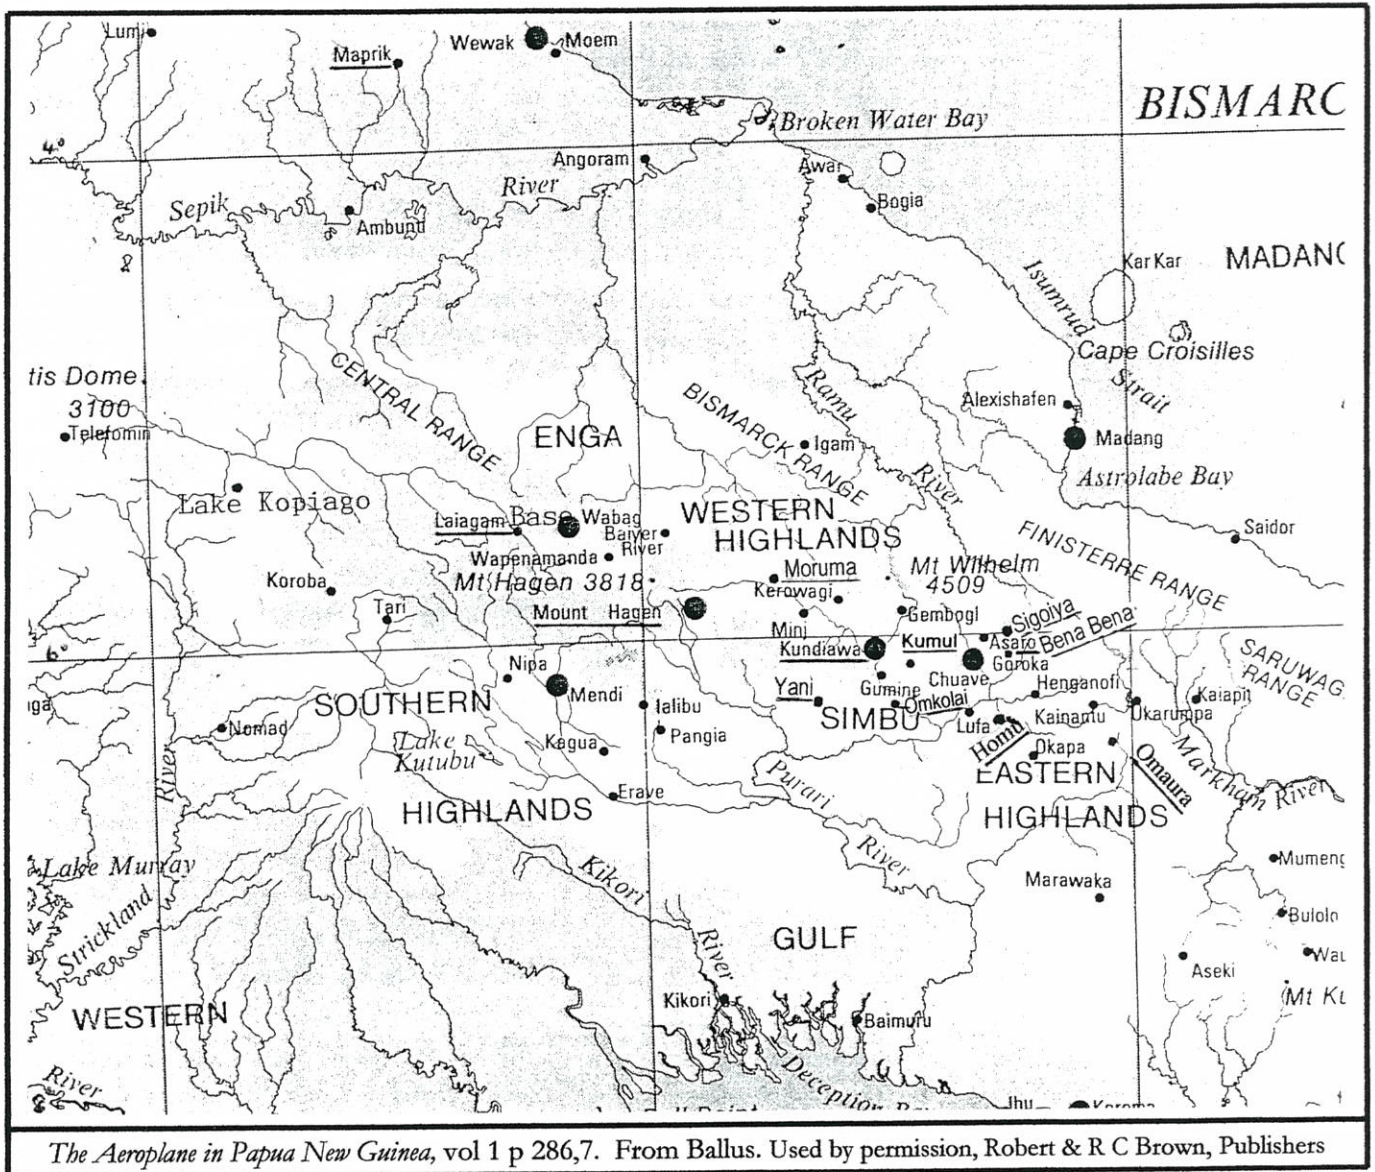 Lumi
Maprik
Wewak
Moem
BISMARC
Broken Water Bay
4°
Angoram
Awar
River
Sepik
Bogia
Ambunti
Kar Kar
MADANG
Isumrud
Strait
Cape Croisilles
tis Dome
3100
Telefomin
CENTRAL RANGE
Ramu
River
Alexishafen
BISMARCK RANGE
ENGA
Igam
Madang
Astrolabe Bay
Lake Kopiago
Laiagam
Base
Wabag
Baiyer
River
WESTERN
HIGHLANDS
FINISTERRE RANGE
Saidor
Wapenamanda
Mt Hagen 3818
Moruma
Mt Wilhelm
4509
Koroba
Kerowagi
Tari
Mount Hagen
Gembogl
Sigoiya
Minj
6°
Kundiawa
Kumul
Asaro
Bena Bena
Goroka
SARUWAG
RANGE
Nipa
Mendi
Yani
Gumine
Chuave
Henganofi
Kaiapit
SOUTHERN
Ialibu
Omkolai
SIMBU
Lufa
Kainantu
Ukarumpa
Nomad
Lake
Kutubu
Kagua
Pangia
Homu
Okapa
Omaura
Markham River
River
Erave
Purari
River
EASTERN
HIGHLANDS
HIGHLANDS
Lake Murray
Kikori
River
Marawaka
Mumeng
Strickland
GULF
Bulolo
Aseki
Wau
WESTERN
Kikori
Baimuru
River
Deception
The Aeroplane in Papua New Guinea, vol 1 p 286,7. From Ballus. Used by permission, Robert & R C Brown, Publishers